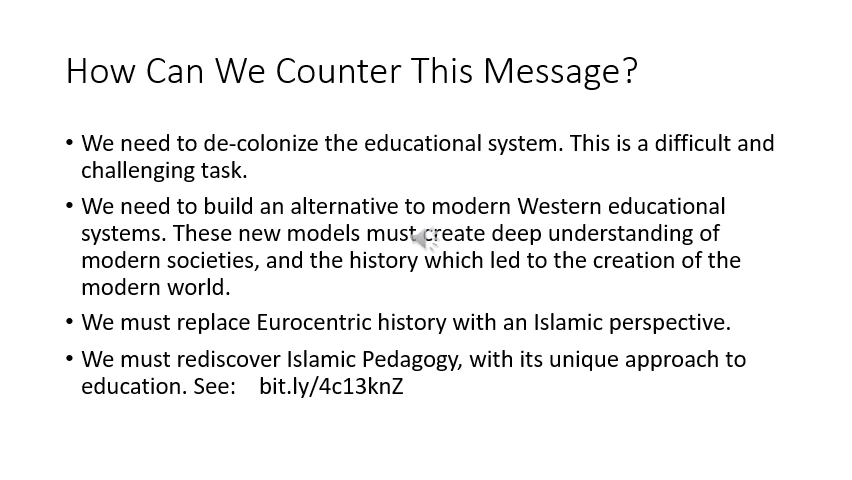 How Can We Counter This Message?
• We need to de-colonize the educational system. This is a difficult and
challenging task.
• We need to build an alternative to modern Western educational
systems. These new models must create deep understanding of
modern societies, and the history which led to the creation of the
modern world.
• We must replace Eurocentric history with an Islamic perspective.
• We must rediscover Islamic Pedagogy, with its unique approach to
education. See: bit.ly/4c13knZ